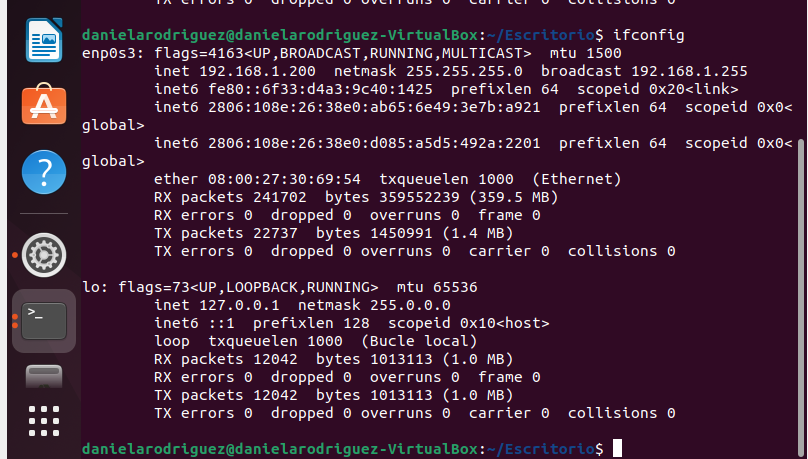 TX errors 0  dropped 0 overruns 0  carrier 0  collisions 0
danielarodriguez@danielarodriguez-VirtualBox:~/Escritorio$ ifconfig
enp0s3: flags=4163<UP,BROADCAST,RUNNING,MULTICAST>  mtu 1500
inet 192.168.1.200  netmask 255.255.255.0  broadcast 192.168.1.255
inet6 fe80::6f33:d4a3:9c40:1425  prefixlen 64  scopeid 0x20<link>
inet6 2806:108e:26:38e0:ab65:6e49:3e7b:a921  prefixlen 64  scopeid 0x0<
global>
inet6 2806:108e:26:38e0:d085:a5d5:492a:2201  prefixlen 64  scopeid 0x0<
global>
ether 08:00:27:30:69:54  txqueuelen 1000  (Ethernet)
RX packets 241702  bytes 359552239 (359.5 MB)
RX errors 0  dropped 0  overruns 0  frame 0
TX packets 22737  bytes 1450991 (1.4 MB)
TX errors 0  dropped 0 overruns 0  carrier 0  collisions 0
lo: flags=73<UP,LOOPBACK,RUNNING>  mtu 65536
inet 127.0.0.1  netmask 255.0.0.0
inet6 ::1  prefixlen 128  scopeid 0x10<host>
loop  txqueuelen 1000  (Bucle local)
RX packets 12042  bytes 1013113 (1.0 MB)
RX errors 0  dropped 0  overruns 0  frame 0
TX packets 12042  bytes 1013113 (1.0 MB)
TX errors 0  dropped 0 overruns 0  carrier 0  collisions 0
danielarodriguez@danielarodriguez-VirtualBox:~/Escritorio$